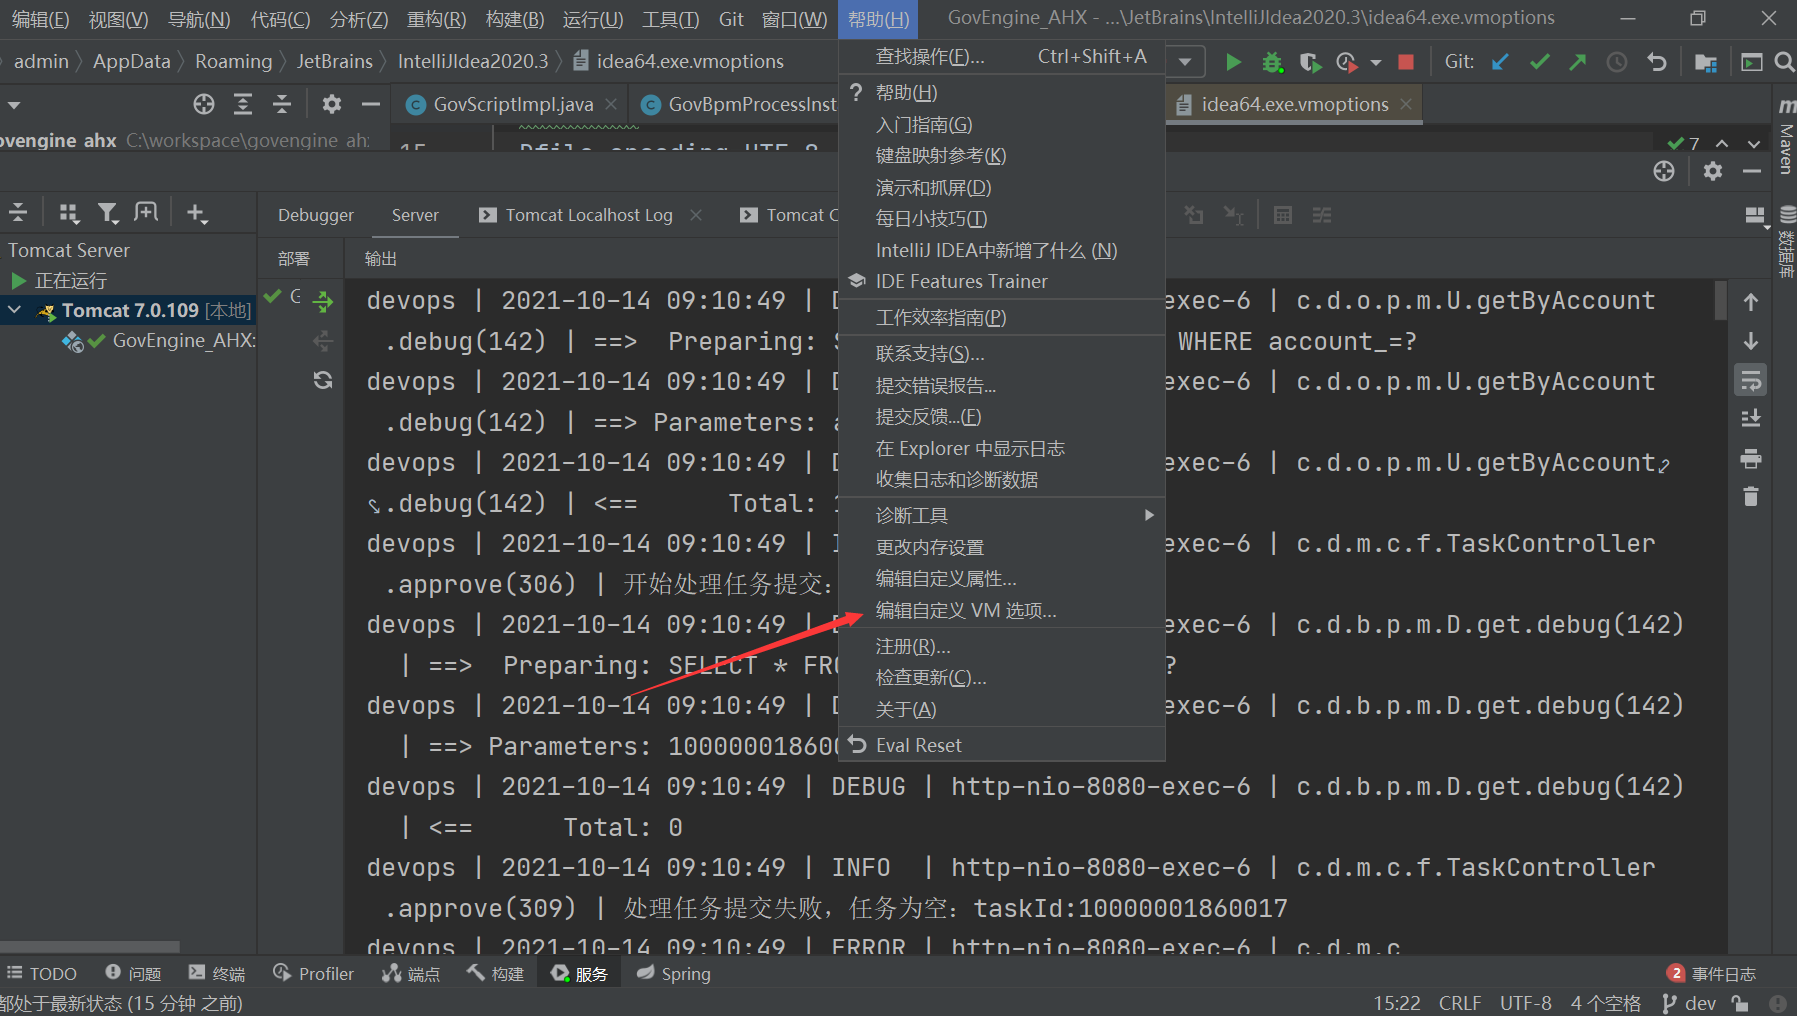 编辑(E) 视图(V) 导航(N) 代码(C) 分析(Z) 重构(R) 构建(B) 运行(U) 工具(T) Git 窗口(W) 帮助(H) GovEngine_AHX - ...\JetBrains\IntelliJIdea2020.3\idea64.exe.vmoptions
admin AppData Roaming JetBrains IntelliJIdea2020.3 idea64.exe.vmoptions
Git:
GovScriptImpl.java GovBpmProcessInst idea64.exe.vmoptions
ovengine_ahx C:\workspace\govengine_ah
15 -Dfile.encoding=UTF-8
7
Maven
数据库
Debugger Server Tomcat Localhost Log Tomcat C
Tomcat Server
正在运行
Tomcat 7.0.109 [本地]
GovEngine_AHX:
部署 输出
G
devops | 2021-10-14 09:10:49 | D exec-6 | c.d.o.p.m.U.getByAccount
.debug(142) | ==> Preparing: S WHERE account_=?
devops | 2021-10-14 09:10:49 | D exec-6 | c.d.o.p.m.U.getByAccount
.debug(142) | ==> Parameters: a
devops | 2021-10-14 09:10:49 | D exec-6 | c.d.o.p.m.U.getByAccount
.debug(142) | <== Total: 1
devops | 2021-10-14 09:10:49 | I exec-6 | c.d.m.c.f.TaskController
.approve(306) | 开始处理任务提交:
devops | 2021-10-14 09:10:49 | D exec-6 | c.d.b.p.m.D.get.debug(142)
| ==> Preparing: SELECT * FRO ?
devops | 2021-10-14 09:10:49 | D exec-6 | c.d.b.p.m.D.get.debug(142)
| ==> Parameters: 100000018600
devops | 2021-10-14 09:10:49 | DEBUG | http-nio-8080-exec-6 | c.d.b.p.m.D.get.debug(142)
| <== Total: 0
devops | 2021-10-14 09:10:49 | INFO | http-nio-8080-exec-6 | c.d.m.c.f.TaskController
.approve(309) | 处理任务提交失败,任务为空: taskId:10000001860017
devops | 2021-10-14 09:10:49 | ERROR | http-nio-8080-exec-6 | c.d.m.c
查找操作(F)... Ctrl+Shift+A
帮助(H)
入门指南(G)
键盘映射参考(K)
演示和抓屏(D)
每日小技巧(T)
IntelliJ IDEA中新增了什么 (N)
IDE Features Trainer
工作效率指南(P)
联系支持(S)...
提交错误报告...
提交反馈...(F)
在 Explorer 中显示日志
收集日志和诊断数据
诊断工具
更改内存设置
编辑自定义属性...
编辑自定义 VM 选项...
注册(R)...
检查更新(C)...
关于(A)
Eval Reset
TODO 问题 终端 Profiler 端点 构建 服务 Spring 2 事件日志
都处于最新状态 (15 分钟 之前) 15:22 CRLF UTF-8 4 个空格 dev